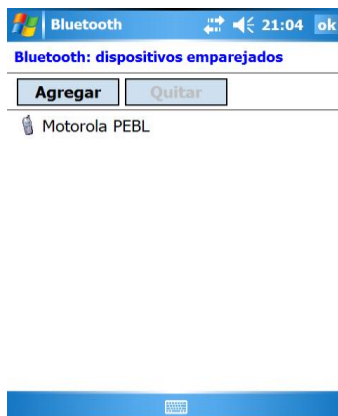 Bluetooth 21:04 ok
Bluetooth: dispositivos emparejados
Agregar Quitar
Motorola PEBL